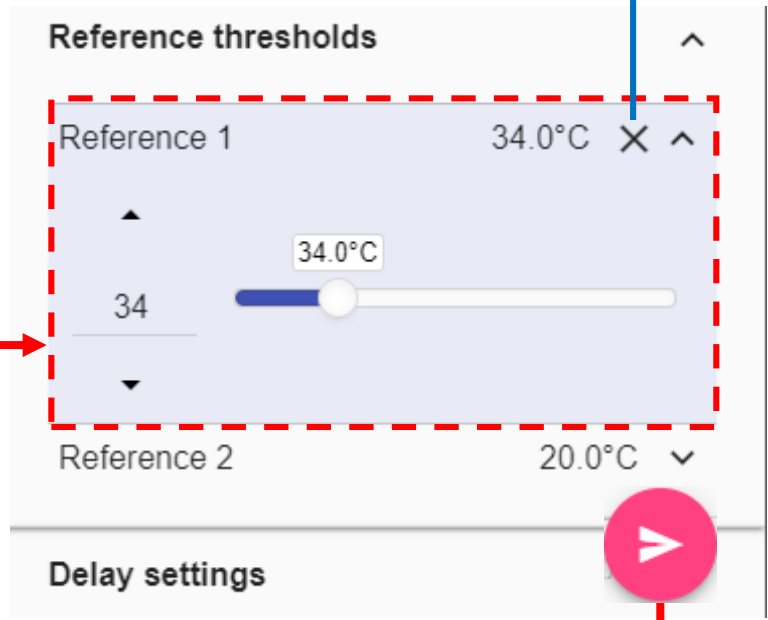 Reference thresholds
Reference 1 34.0°C
34.0°C
34
Reference 2 20.0°C
Delay settings